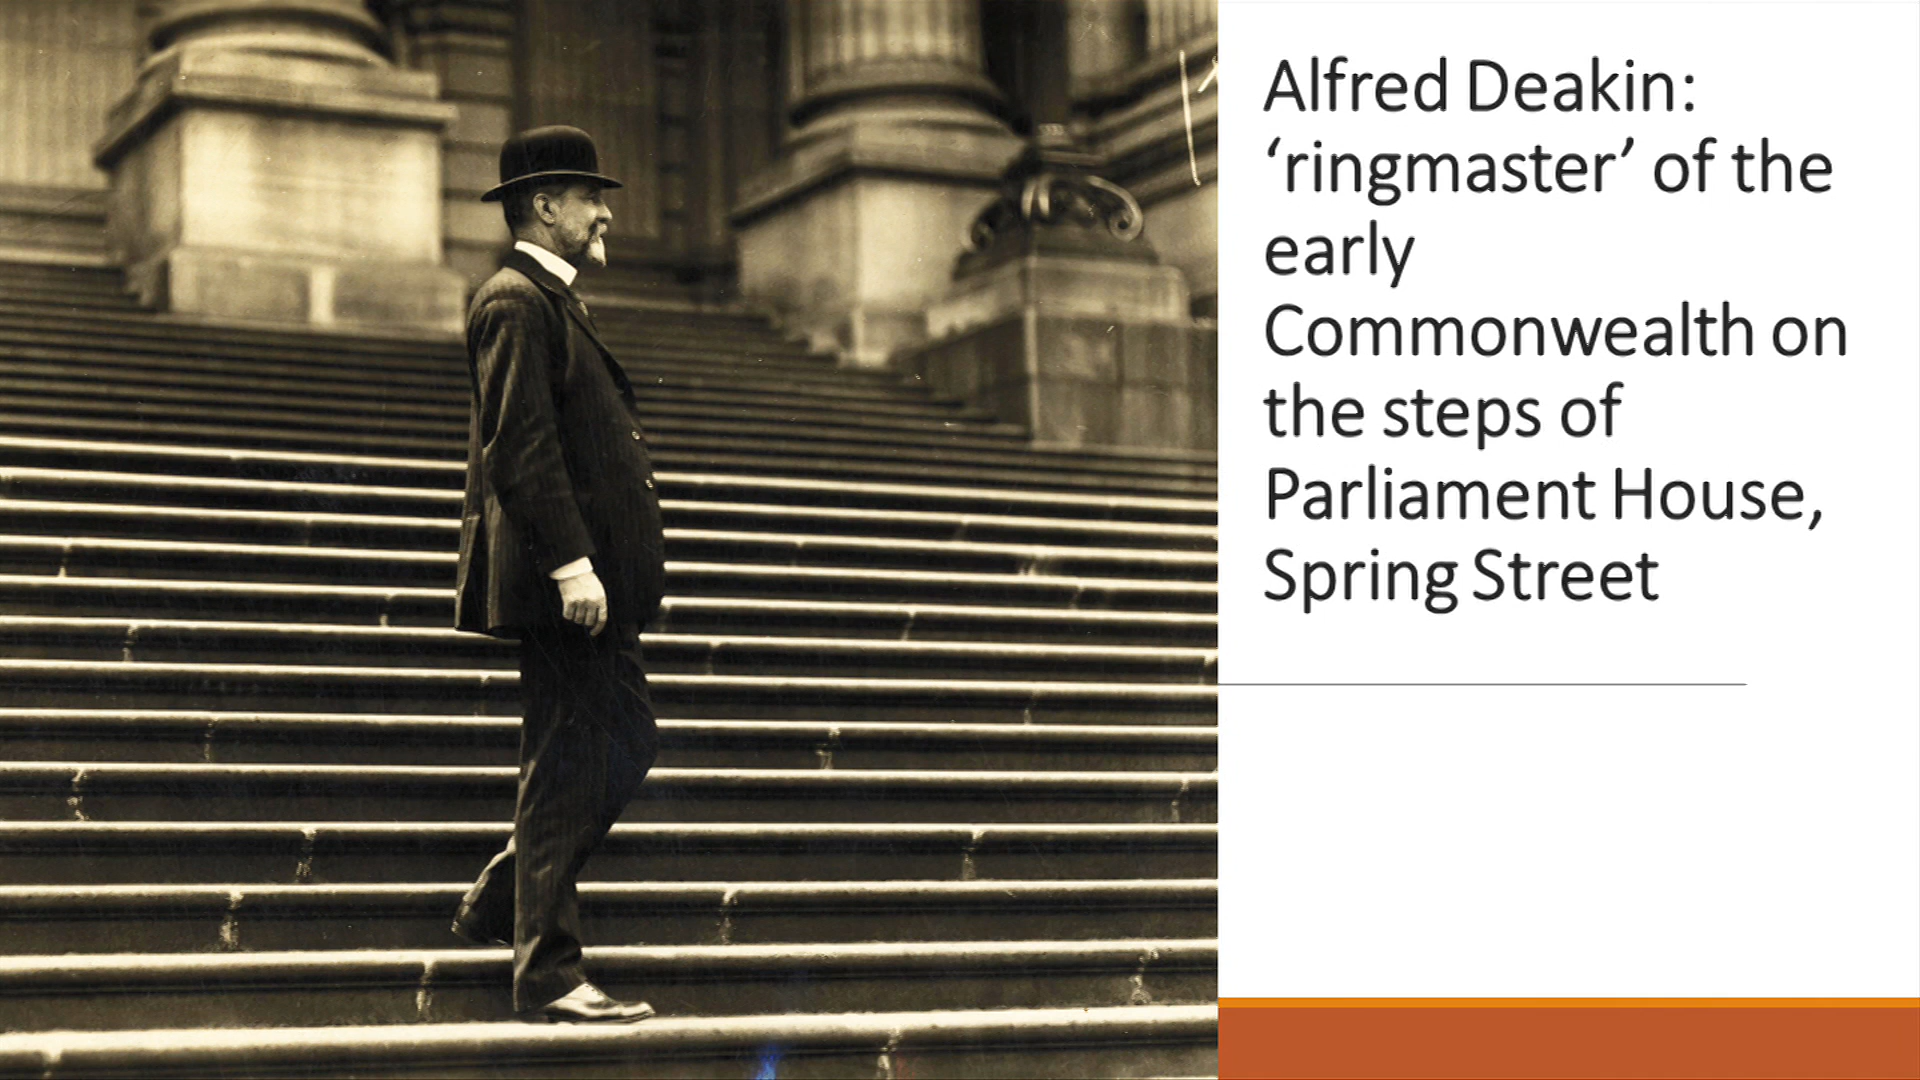 Alfred Deakin:
‘ringmaster’ of the
early
Commonwealth on
the steps of
Parliament House,
Spring Street